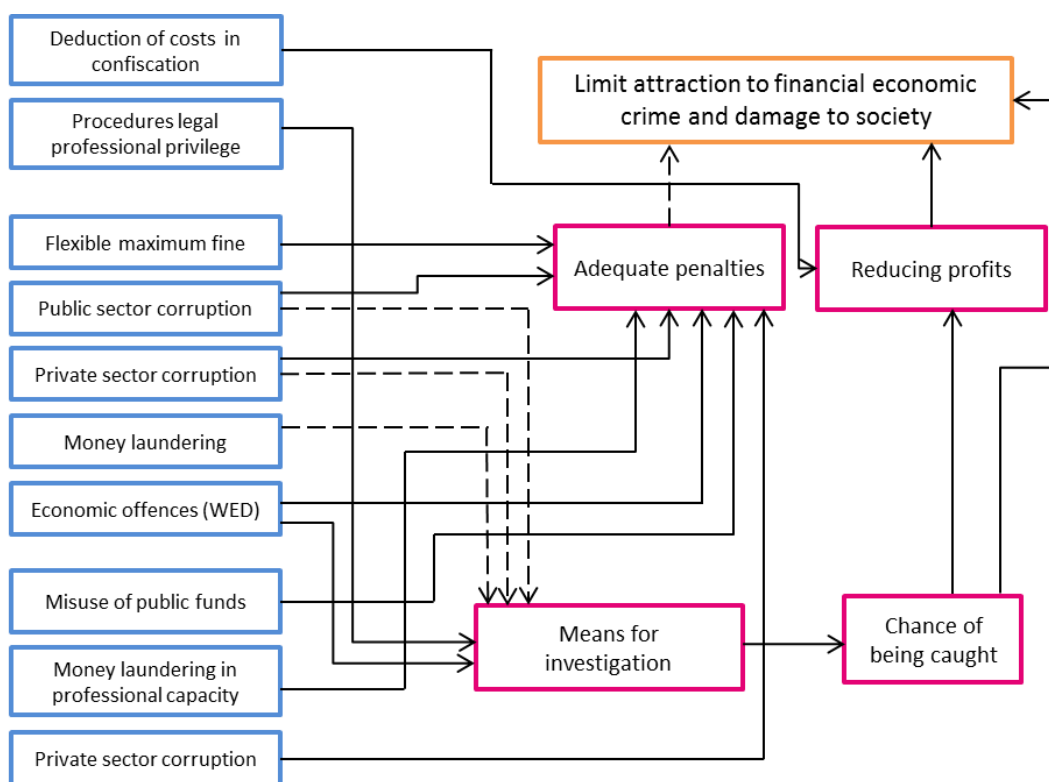 Deduction of costs in
confiscation
Procedures legal
professional privilege
Flexible maximum fine
Public sector corruption
Private sector corruption
Money laundering
Economic offences (WED)
Misuse of public funds
Money laundering in
professional capacity
Private sector corruption
Limit attraction to financial economic
crime and damage to society
Adequate penalties
Reducing profits
Means for
investigation
Chance of
being caught